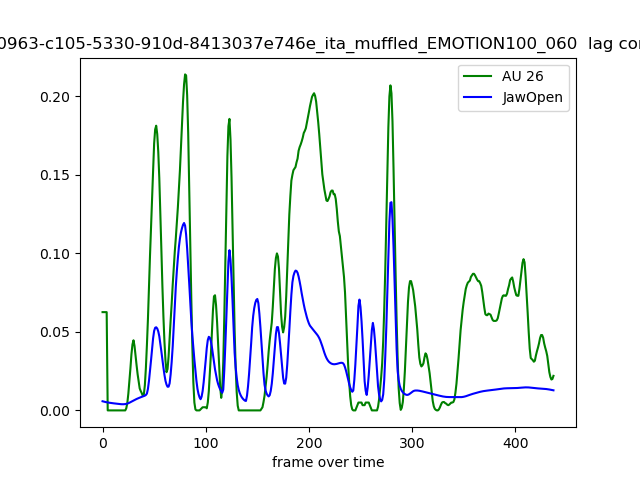 0963-c105-5330-910d-8413037e746e_ita_muffled_EMOTION100_060 lag
AU 26
JawOpen
0.20
0.15
0.10
0.05
0.00
0 100 200 300 400
frame over time